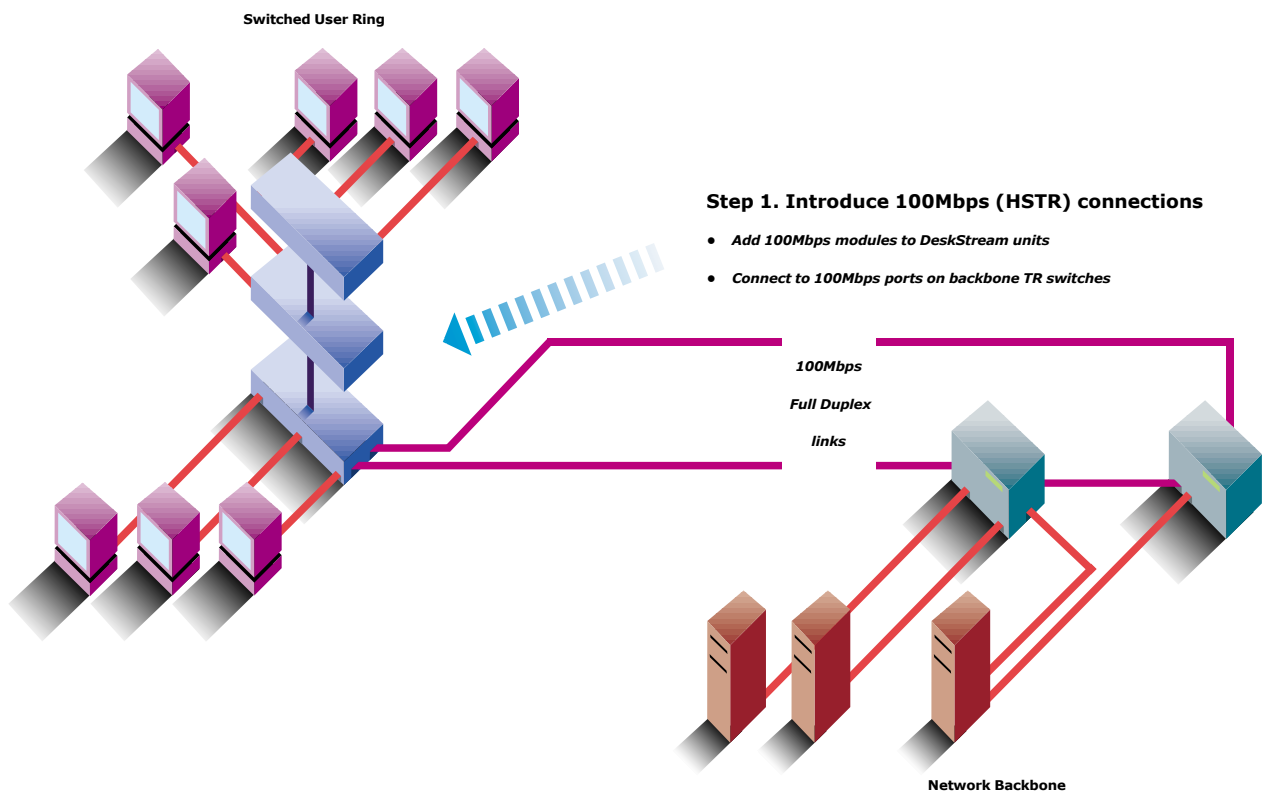 Switched User Ring
Step 1. Introduce 100Mbps (HSTR) connections
● Add 100Mbps modules to DeskStream units
● Connect to 100Mbps ports on backbone TR switches
100Mbps
Full Duplex
links
Network Backbone